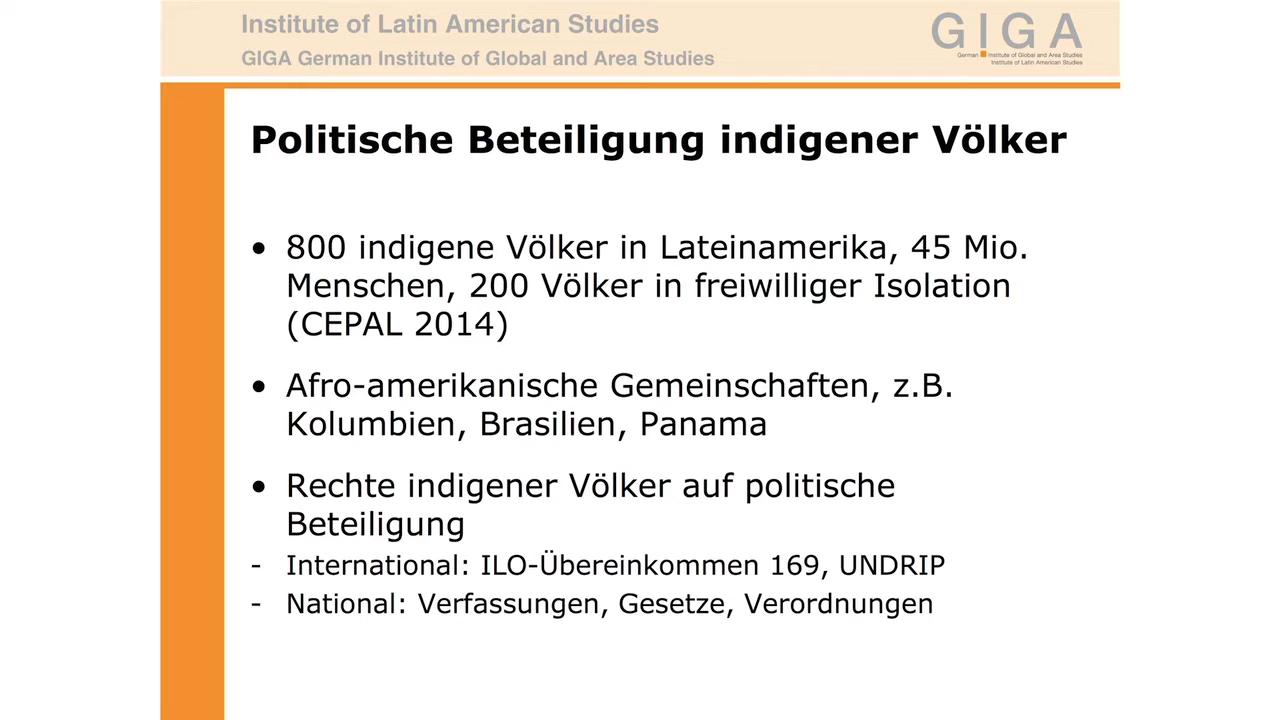 Institute of Latin American Studies
GIGA German Institute of Global and Area Studies
GIGA
German Institute of Global and Area Studies
Institute of Latin American Studies
Politische Beteiligung indigener Völker
• 800 indigene Völker in Lateinamerika, 45 Mio.
Menschen, 200 Völker in freiwilliger Isolation
(CEPAL 2014)
• Afro-amerikanische Gemeinschaften, z.B.
Kolumbien, Brasilien, Panama
• Rechte indigener Völker auf politische
Beteiligung
- International: ILO-Übereinkommen 169, UNDRIP
- National: Verfassungen, Gesetze, Verordnungen